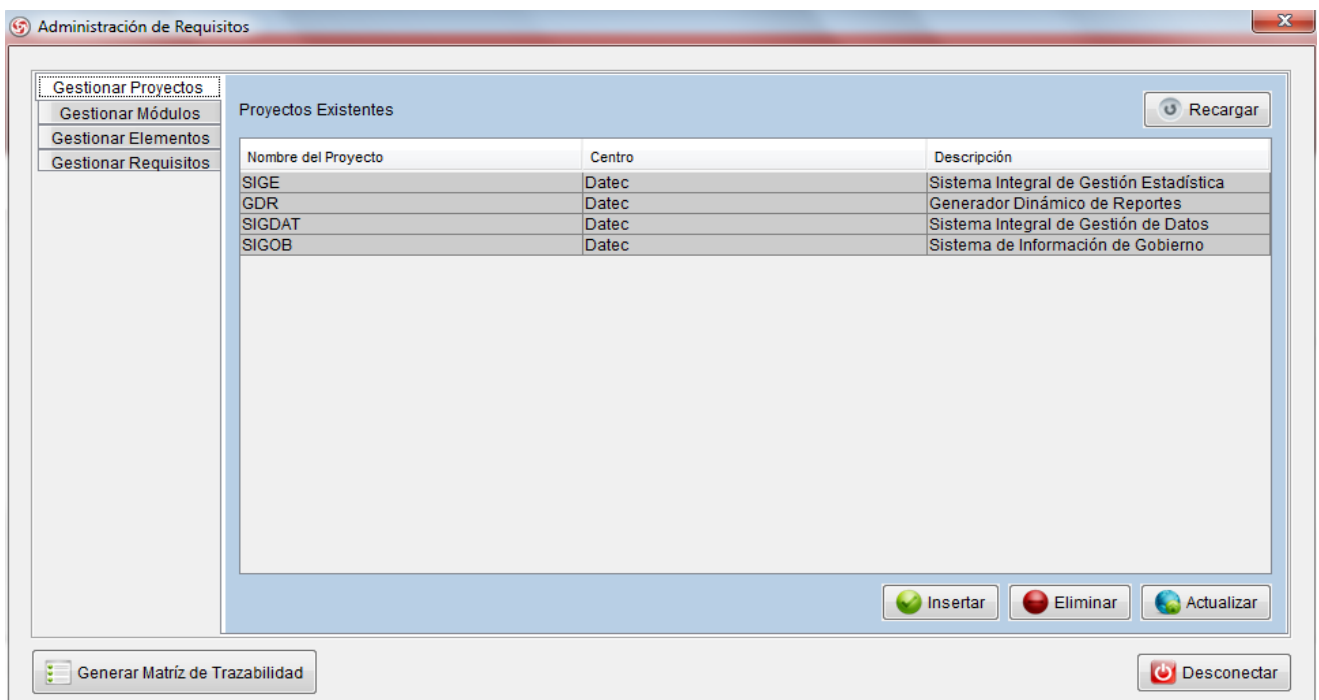 Administración de Requisitos
Gestionar Proyectos
Gestionar Módulos
Gestionar Elementos
Gestionar Requisitos
Proyectos Existentes
Recargar
Nombre del Proyecto Centro Descripción
SIGE Datec Sistema Integral de Gestión Estadística
GDR Datec Generador Dinámico de Reportes
SIGDAT Datec Sistema Integral de Gestión de Datos
SIGOB Datec Sistema de Información de Gobierno
Insertar Eliminar Actualizar
Generar Matríz de Trazabilidad Desconectar